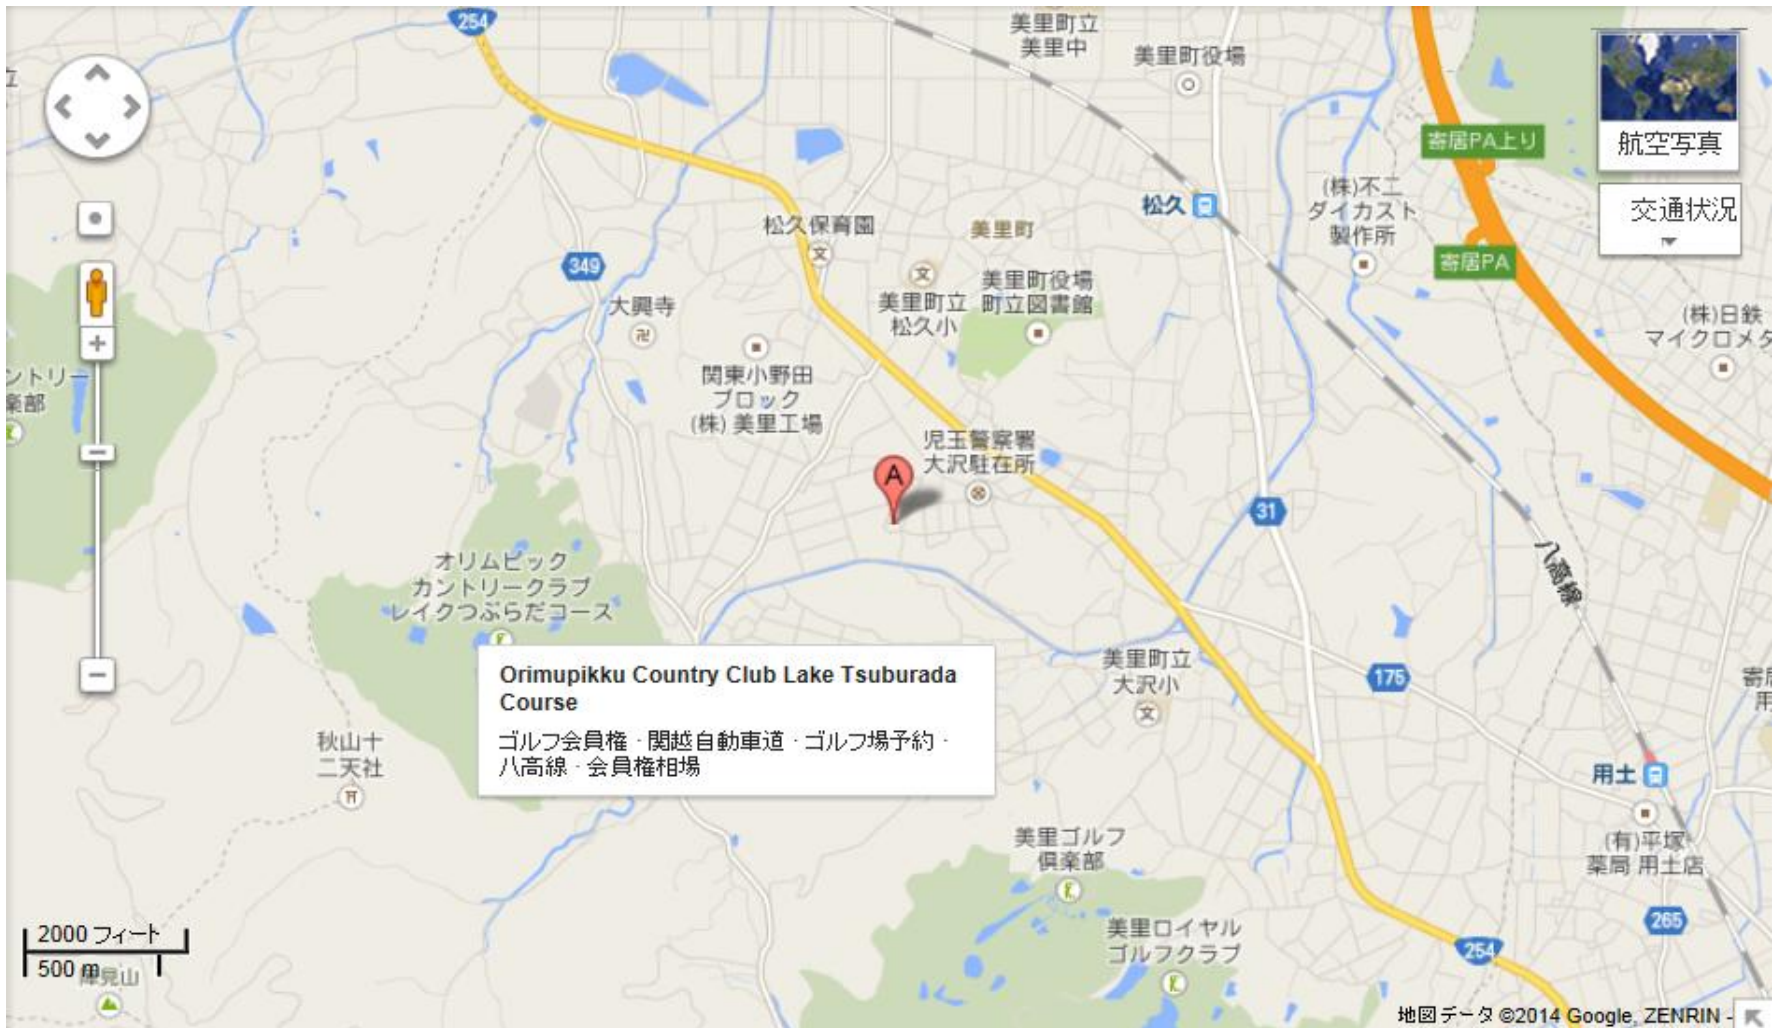 254
美里町立
美里中
美里町役場
航空写真
寄居PA上り
交通状況
(株)不二
ダイカスト
製作所
松久
松久保育園
美里町
寄居PA
349
美里町役場
町立図書館
美里町立
松久小
大興寺
(株)日鉄
マイクロメタ
関東小野田
ブロック
(株) 美里工場
ントリー
楽部
児玉警察署
大沢駐在所
A
31
八高線
オリムピック
カントリークラブ
レイクつぶらだコース
Orimupikku Country Club Lake Tsuburada
Course
ゴルフ会員権 · 関越自動車道 · ゴルフ場予約 ·
八高線 · 会員権相場
美里町立
大沢小
175
秋山十
二天社
用土
(有)平塚
薬局 用土店
美里ゴルフ
倶楽部
265
美里ロイヤル
ゴルフクラブ
254
2000 フィート
500 m
陣見山
地図データ ©2014 Google, ZENRIN -